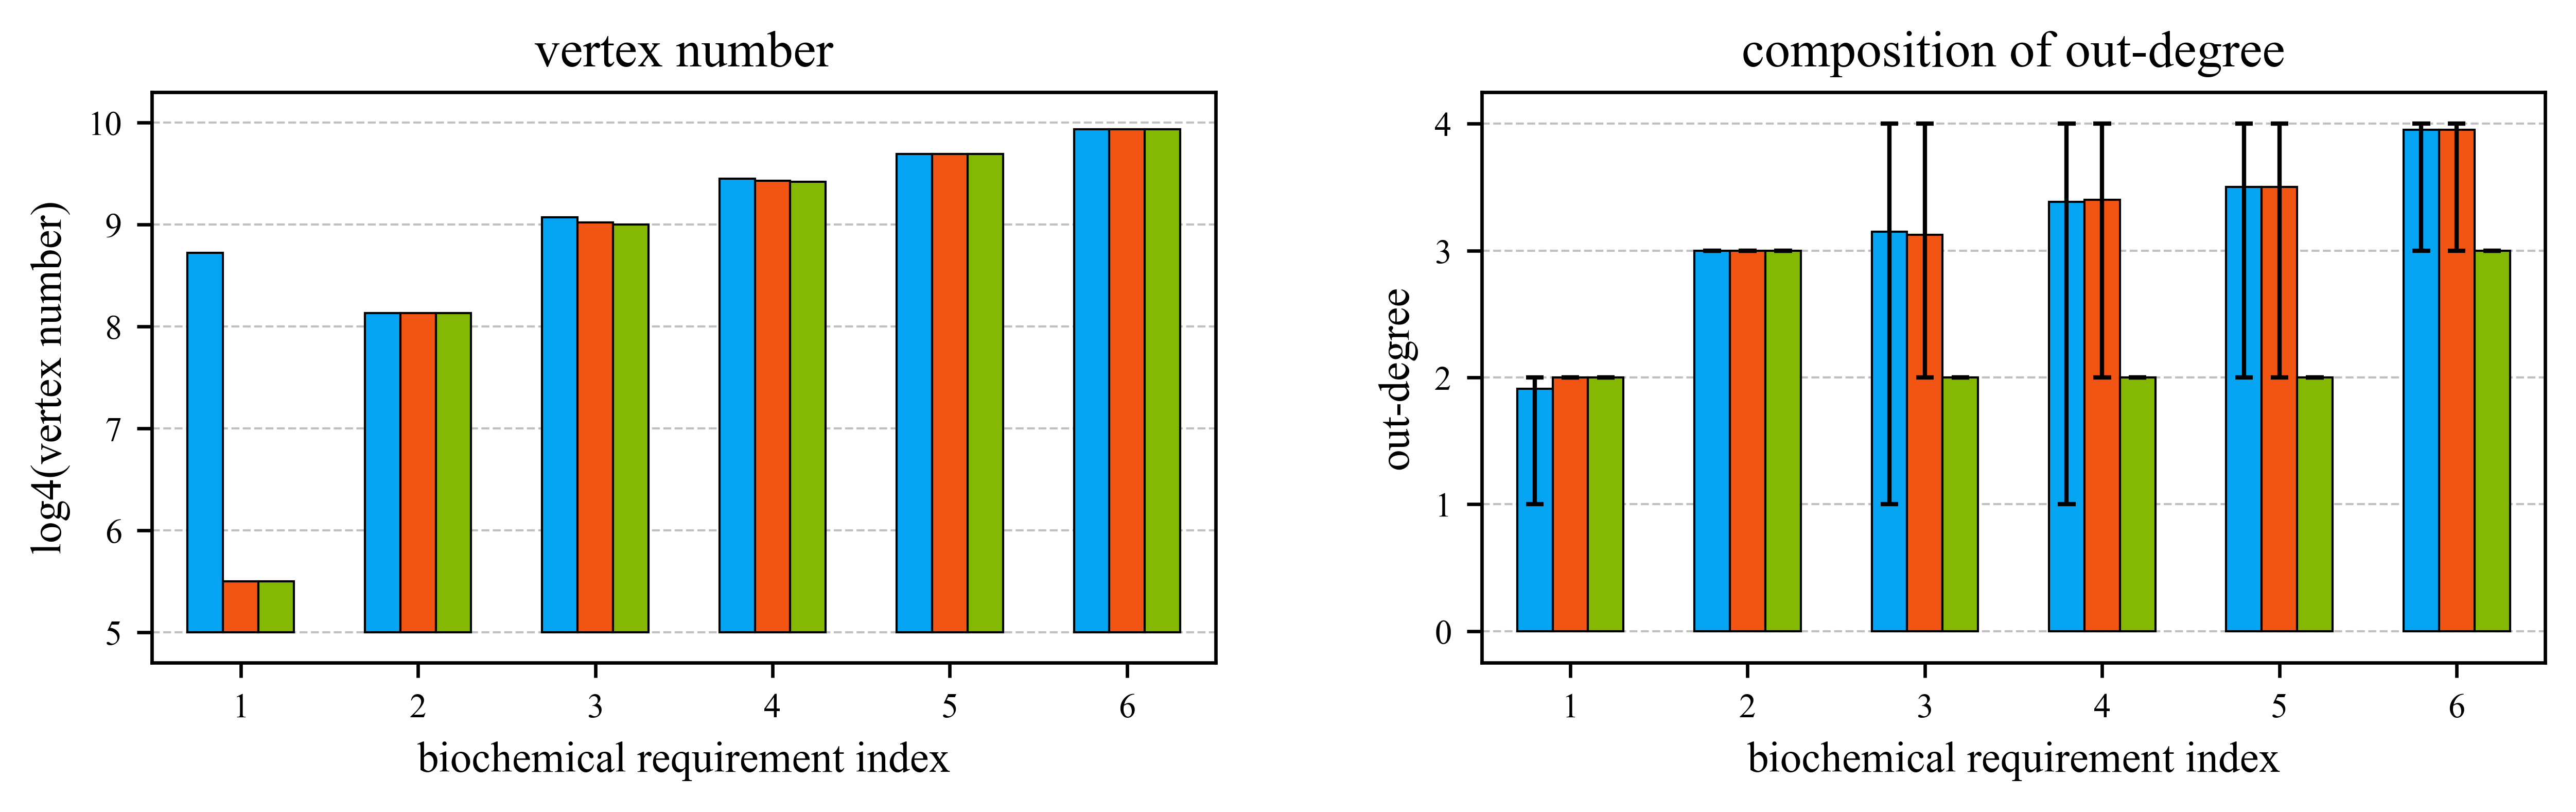 vertex number
log4(vertex number)
10
9
8
7
6
5
1 2 3 4 5 6
biochemical requirement index
composition of out-degree
out-degree
4
3
2
1
0
1 2 3 4 5 6
biochemical requirement index